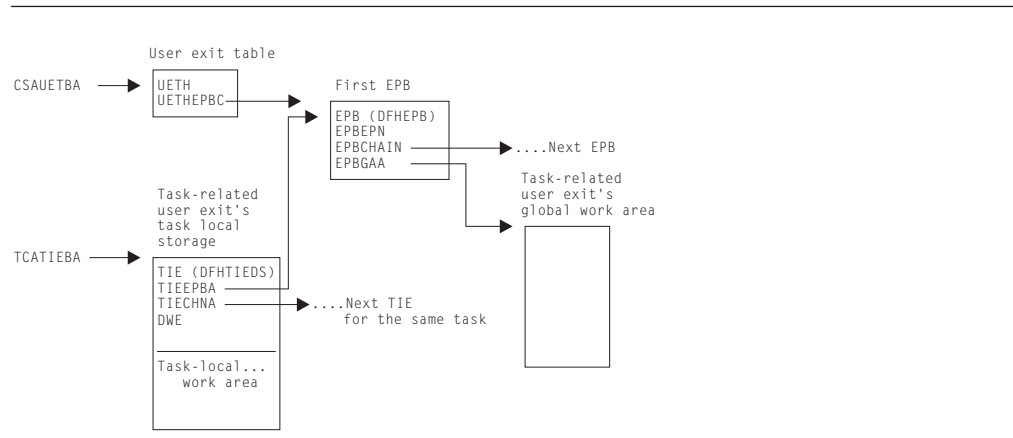 User exit table
CSAUETBA
UETH
UETHEPBC
First EPB
EPB (DFHEPB)
EPBEPN
EPBCHAIN
EPBGAA
....Next EPB
Task-related
user exit's
global work area
Task-related
user exit's
task local
storage
TCATIEBA
TIE (DFHTIEDS)
TIEEPBA
TIECHNA
DWE
....Next TIE
for the same task
Task-local...
work area